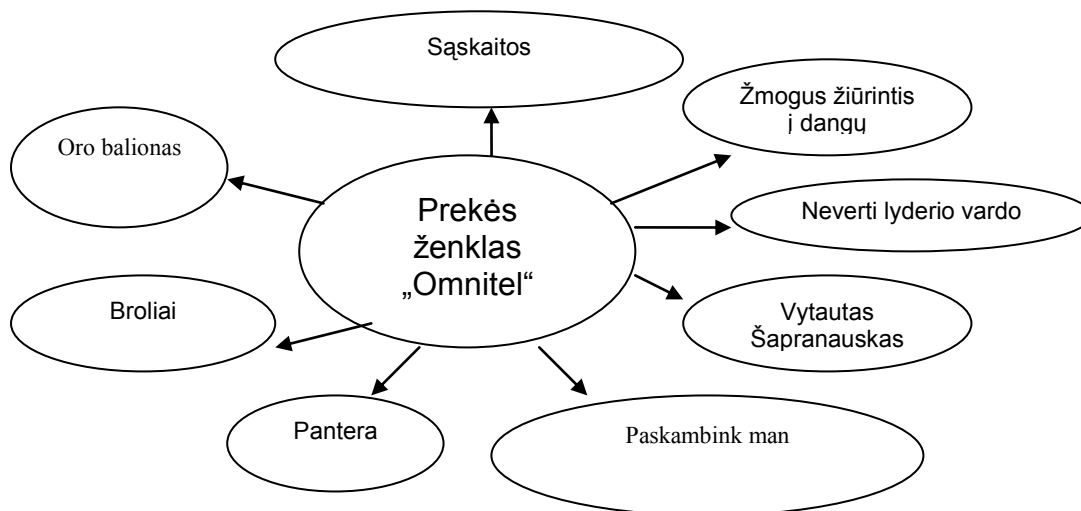 Sąskaitos
Žmogus žiūrintis
į dangų
Oro balionas
Prekės
ženklas
„Omnitel“
Neverti lyderio vardo
Broliai
Vytautas
Šapranauskas
Pantera
Paskambink man